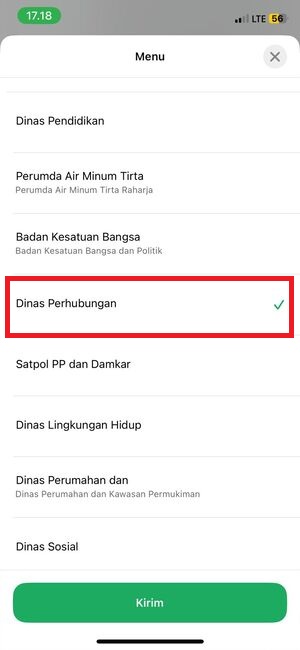 17.18
LTE 56
Menu
Dinas Pendidikan
Perumda Air Minum Tirta
Perumda Air Minum Tirta Raharja
Badan Kesatuan Bangsa
Badan Kesatuan Bangsa dan Politik
Dinas Perhubungan
Satpol PP dan Damkar
Dinas Lingkungan Hidup
Dinas Perumahan dan
Dinas Perumahan dan Kawasan Permukiman
Dinas Sosial
Kirim